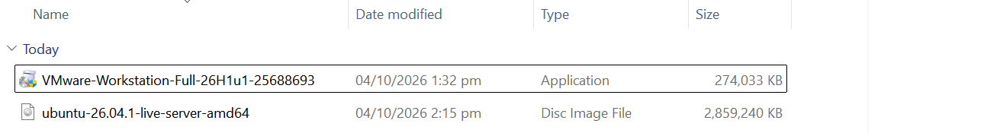 Name Date modified Type Size
Today
VMware-Workstation-Full-26H1u1-25688693 04/10/2026 1:32 pm Application 274,033 KB
ubuntu-26.04.1-live-server-amd64 04/10/2026 2:15 pm Disc Image File 2,859,240 KB